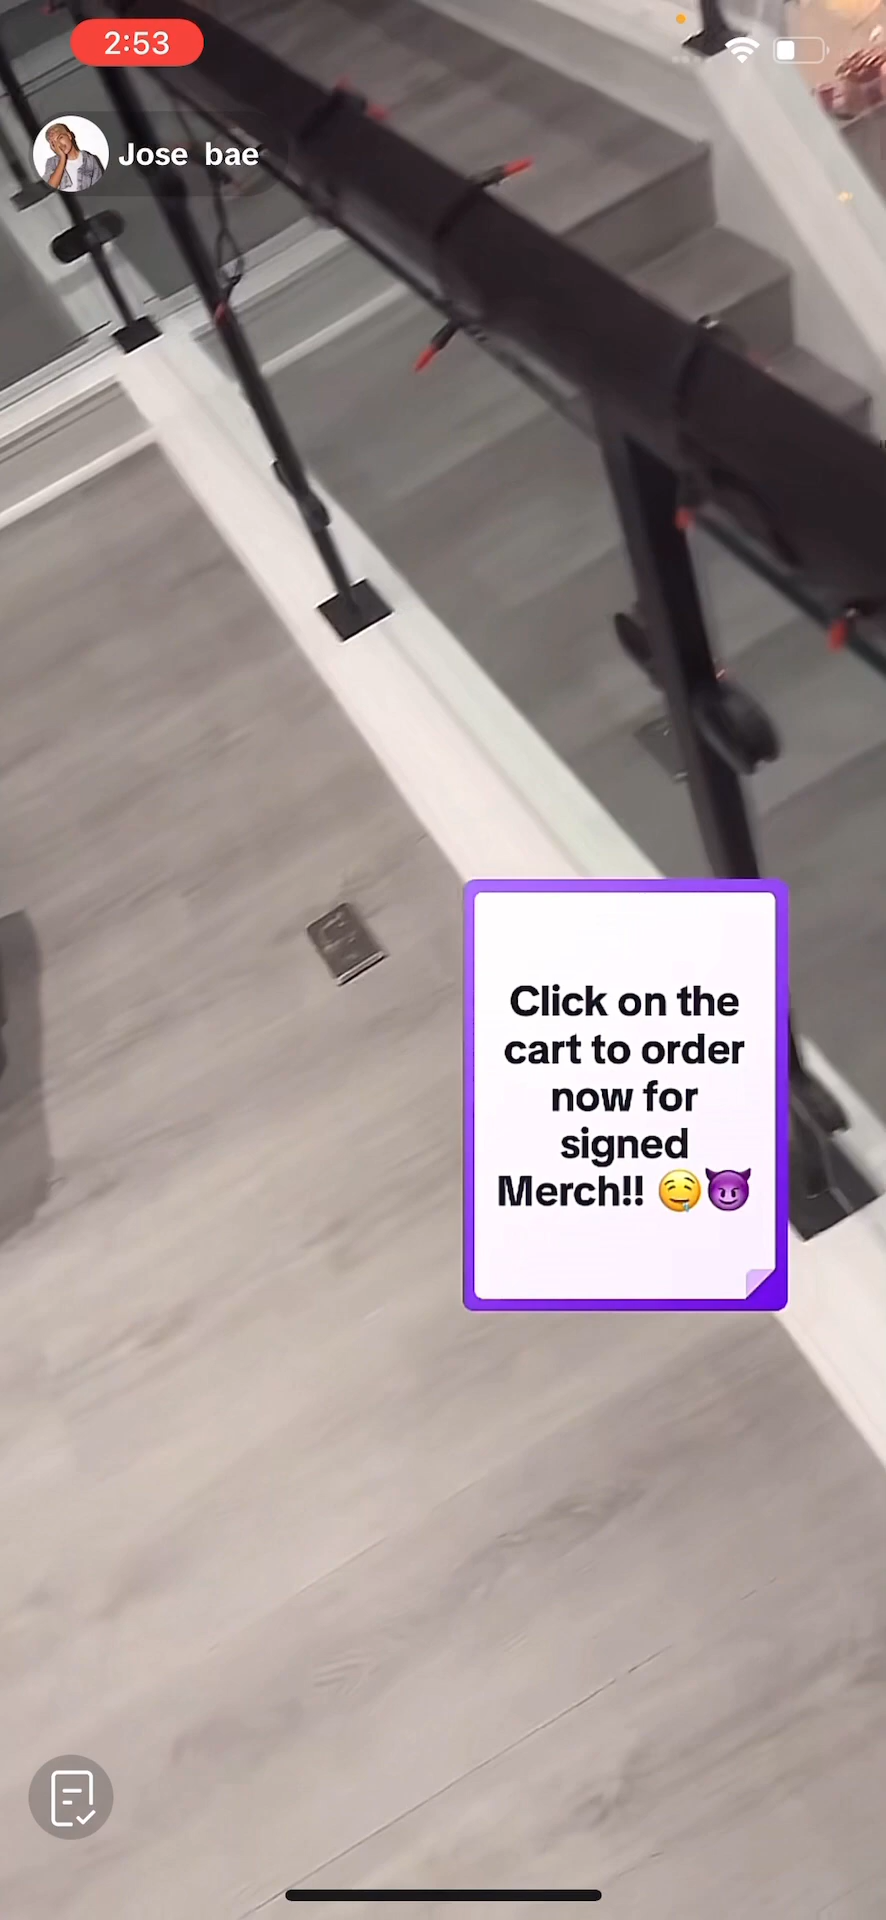 2:53
Jose bae
Click on the
cart to order
now for
signed
Merch!! 🤤😈